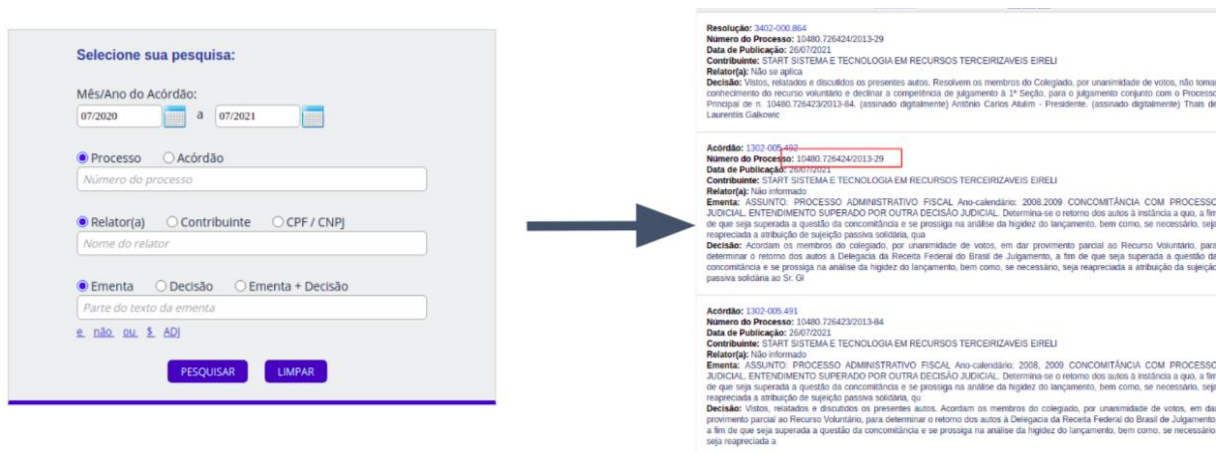 Selecione sua pesquisa:
Mês/Ano do Acórdão:
07/2020 a 07/2021
Processo Acórdão
Número do processo
Relator(a) Contribuinte CPF / CNPJ
Nome do relator
Ementa Decisão Ementa + Decisão
Parte do texto da ementa
e não ou $ ADJ
PESQUISAR LIMPAR
Resolução: 3402-000.864
Número do Processo: 10480.726424/2013-29
Data de Publicação: 26/07/2021
Contribuinte: START SISTEMA E TECNOLOGIA EM RECURSOS TERCEIRIZAVEIS EIRELI
Relator(a): Não se aplica
Decisão: Vistos, relatados e discutidos os presentes autos. Resolvem os membros do Colegiado, por unanimidade de votos, não tomar
conhecimento do recurso voluntário e declinar a competência de julgamento à 1ª Seção, para o julgamento conjunto com o Processo
Principal de n. 10480.726423/2013-84. (assinado digitalmente) Antônio Carlos Atulim - Presidente. (assinado digitalmente) Thais de
Laurentiis Galkowic
Acórdão: 1302-005.492
Número do Processo: 10480.726424/2013-29
Data de Publicação: 26/07/2021
Contribuinte: START SISTEMA E TECNOLOGIA EM RECURSOS TERCEIRIZAVEIS EIRELI
Relator(a): Não informado
Ementa: ASSUNTO: PROCESSO ADMINISTRATIVO FISCAL Ano-calendário: 2008,2009 CONCOMITÂNCIA COM PROCESSO
JUDICIAL. ENTENDIMENTO SUPERADO POR OUTRA DECISÃO JUDICIAL. Determina-se o retorno dos autos à instância a quo, a fim
de que seja superada a questão da concomitância e se prossiga na análise da higidez do lançamento, bem como, se necessário, seja
reapreciada a atribuição de sujeição passiva solidária, qua
Decisão: Acordam os membros do colegiado, por unanimidade de votos, em dar provimento parcial ao Recurso Voluntário, para
determinar o retorno dos autos à Delegacia da Receita Federal do Brasil de Julgamento, a fim de que seja superada a questão da
concomitância e se prossiga na análise da higidez do lançamento, bem como, se necessário, seja reapreciada a atribuição da sujeição
passiva solidária ao Sr. Gl
Acórdão: 1302-005.491
Número do Processo: 10480.726423/2013-84
Data de Publicação: 26/07/2021
Contribuinte: START SISTEMA E TECNOLOGIA EM RECURSOS TERCEIRIZAVEIS EIRELI
Relator(a): Não informado
Ementa: ASSUNTO: PROCESSO ADMINISTRATIVO FISCAL Ano-calendário: 2008, 2009 CONCOMITÂNCIA COM PROCESSO
JUDICIAL. ENTENDIMENTO SUPERADO POR OUTRA DECISÃO JUDICIAL. Determina-se o retorno dos autos à instância a quo, a fim
de que seja superada a questão da concomitância e se prossiga na análise da higidez do lançamento, bem como, se necessário, seja
reapreciada a atribuição de sujeição passiva solidária, qu
Decisão: Vistos, relatados e discutidos os presentes autos. Acordam os membros do colegiado, por unanimidade de votos, em dar
provimento parcial ao Recurso Voluntário, para determinar o retorno dos autos à Delegacia da Receita Federal do Brasil de Julgamento,
a fim de que seja superada a questão da concomitância e se prossiga na análise da higidez do lançamento, bem como, se necessário,
seja reapreciada a